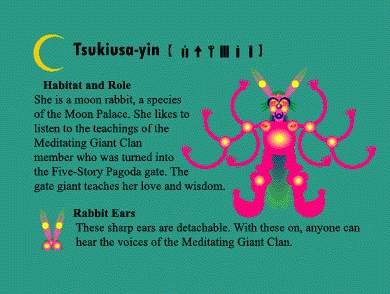 Tsukiusa-yin
Habitat and Role
She is a moon rabbit, a species
of the Moon Palace. She likes to
listen to the teachings of the
Meditating Giant Clan
member who was turned into
the Five-Story Pagoda gate. The
gate giant teaches her love and wisdom.
Rabbit Ears
These sharp ears are detachable. With these on, anyone can
hear the voices of the Meditating Giant Clan.